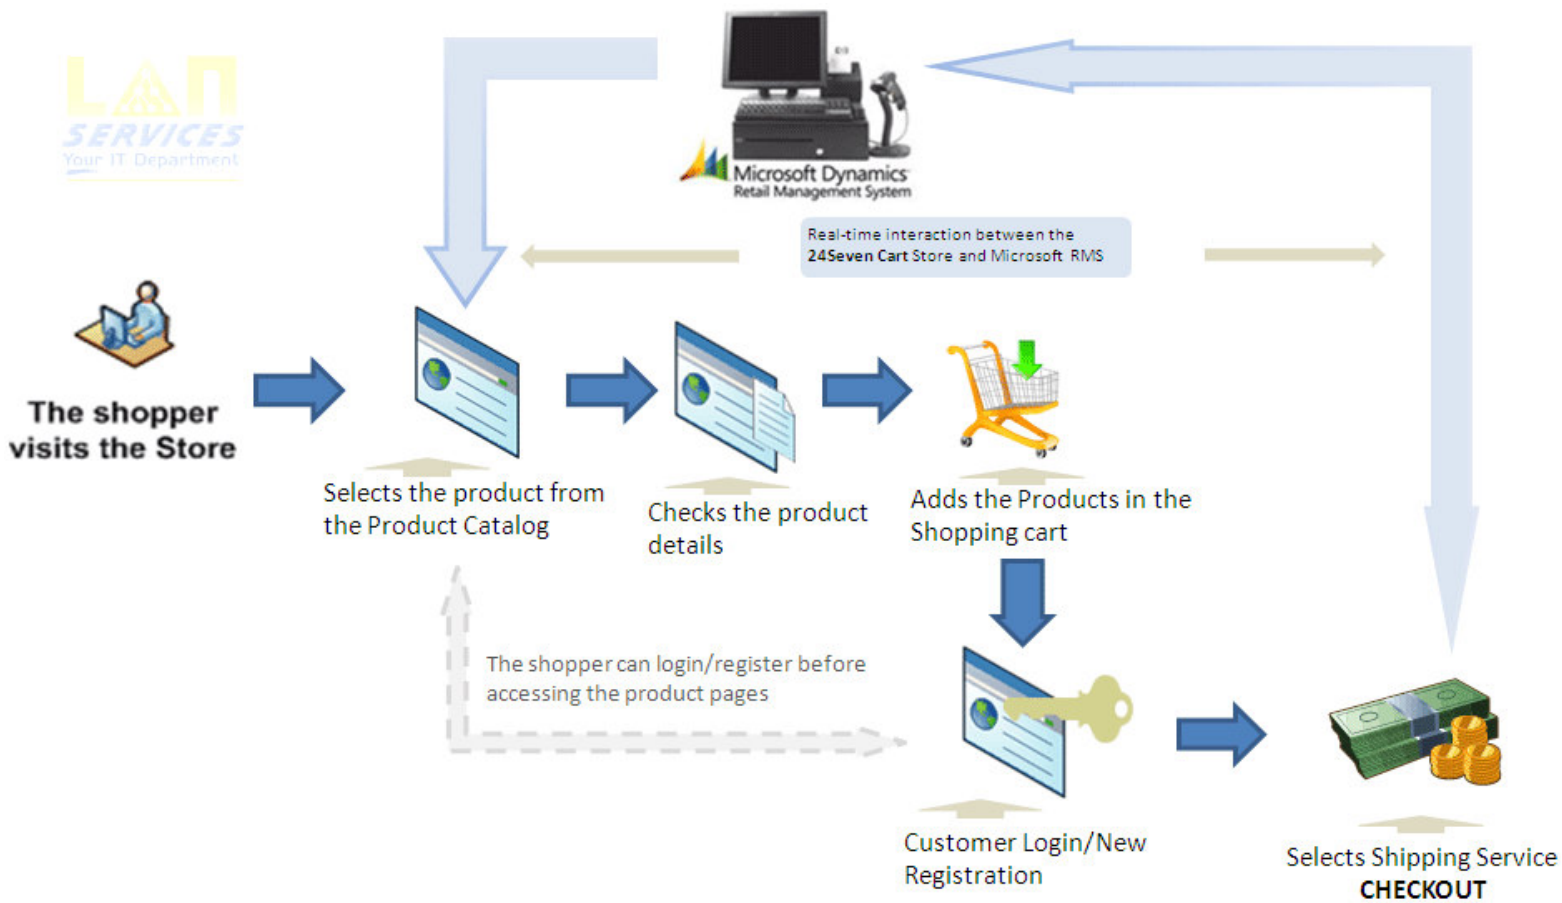 LAN
SERVICES
Your IT Department
Microsoft Dynamics
Retail Management System
Real-time interaction between the
24Seven Cart Store and Microsoft RMS
The shopper
visits the Store
Selects the product from
the Product Catalog
Checks the product
details
Adds the Products in the
Shopping cart
The shopper can login/register before
accessing the product pages
Customer Login/New
Registration
Selects Shipping Service
CHECKOUT